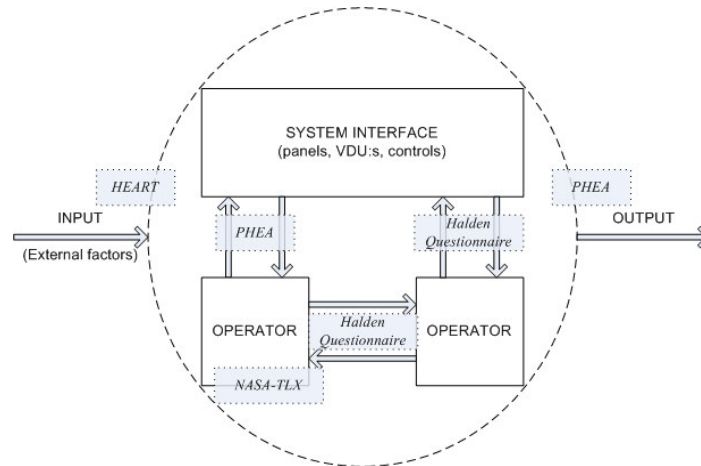 SYSTEM INTERFACE
(panels, VDU:s, controls)
HEART
PHEA
INPUT
(External factors)
PHEA
Halden
Questionnaire
OUTPUT
OPERATOR
Halden
Questionnaire
OPERATOR
NASA-TLX